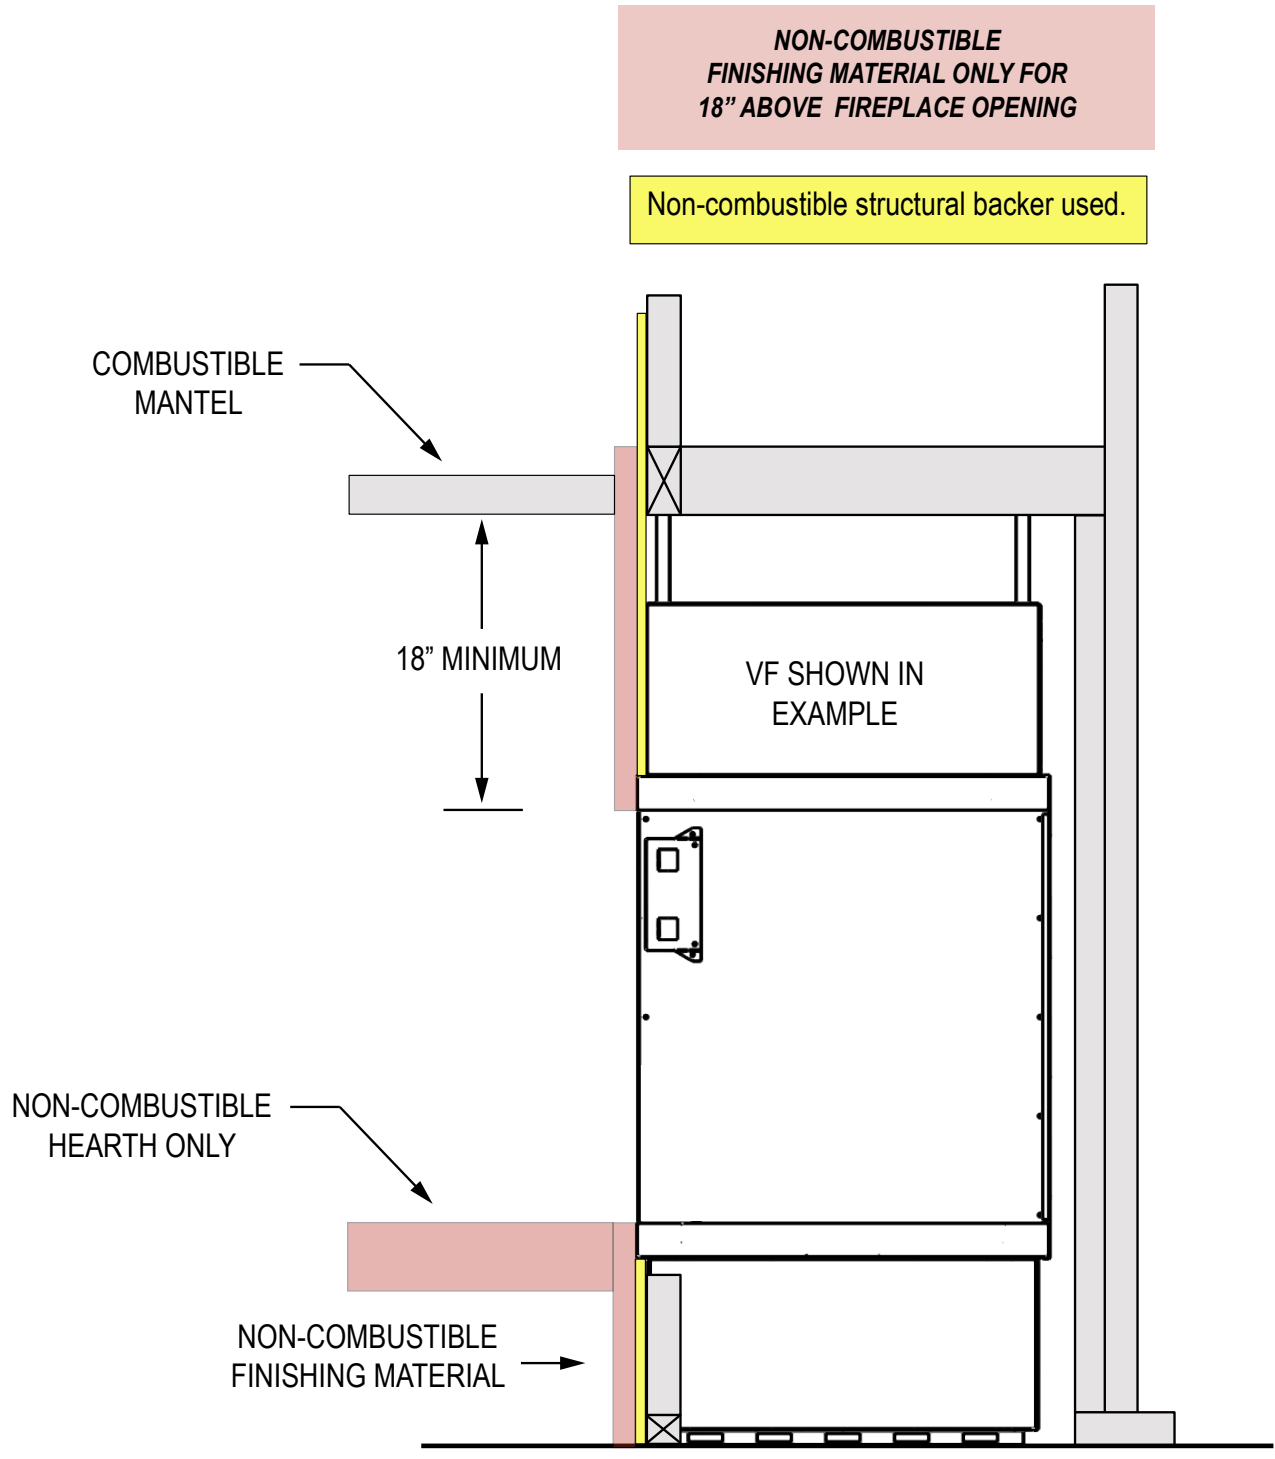 NON-COMBUSTIBLE
FINISHING MATERIAL ONLY FOR
18” ABOVE FIREPLACE OPENING
Non-combustible structural backer used.
COMBUSTIBLE
MANTEL
18” MINIMUM
VF SHOWN IN
EXAMPLE
NON-COMBUSTIBLE
HEARTH ONLY
NON-COMBUSTIBLE
FINISHING MATERIAL